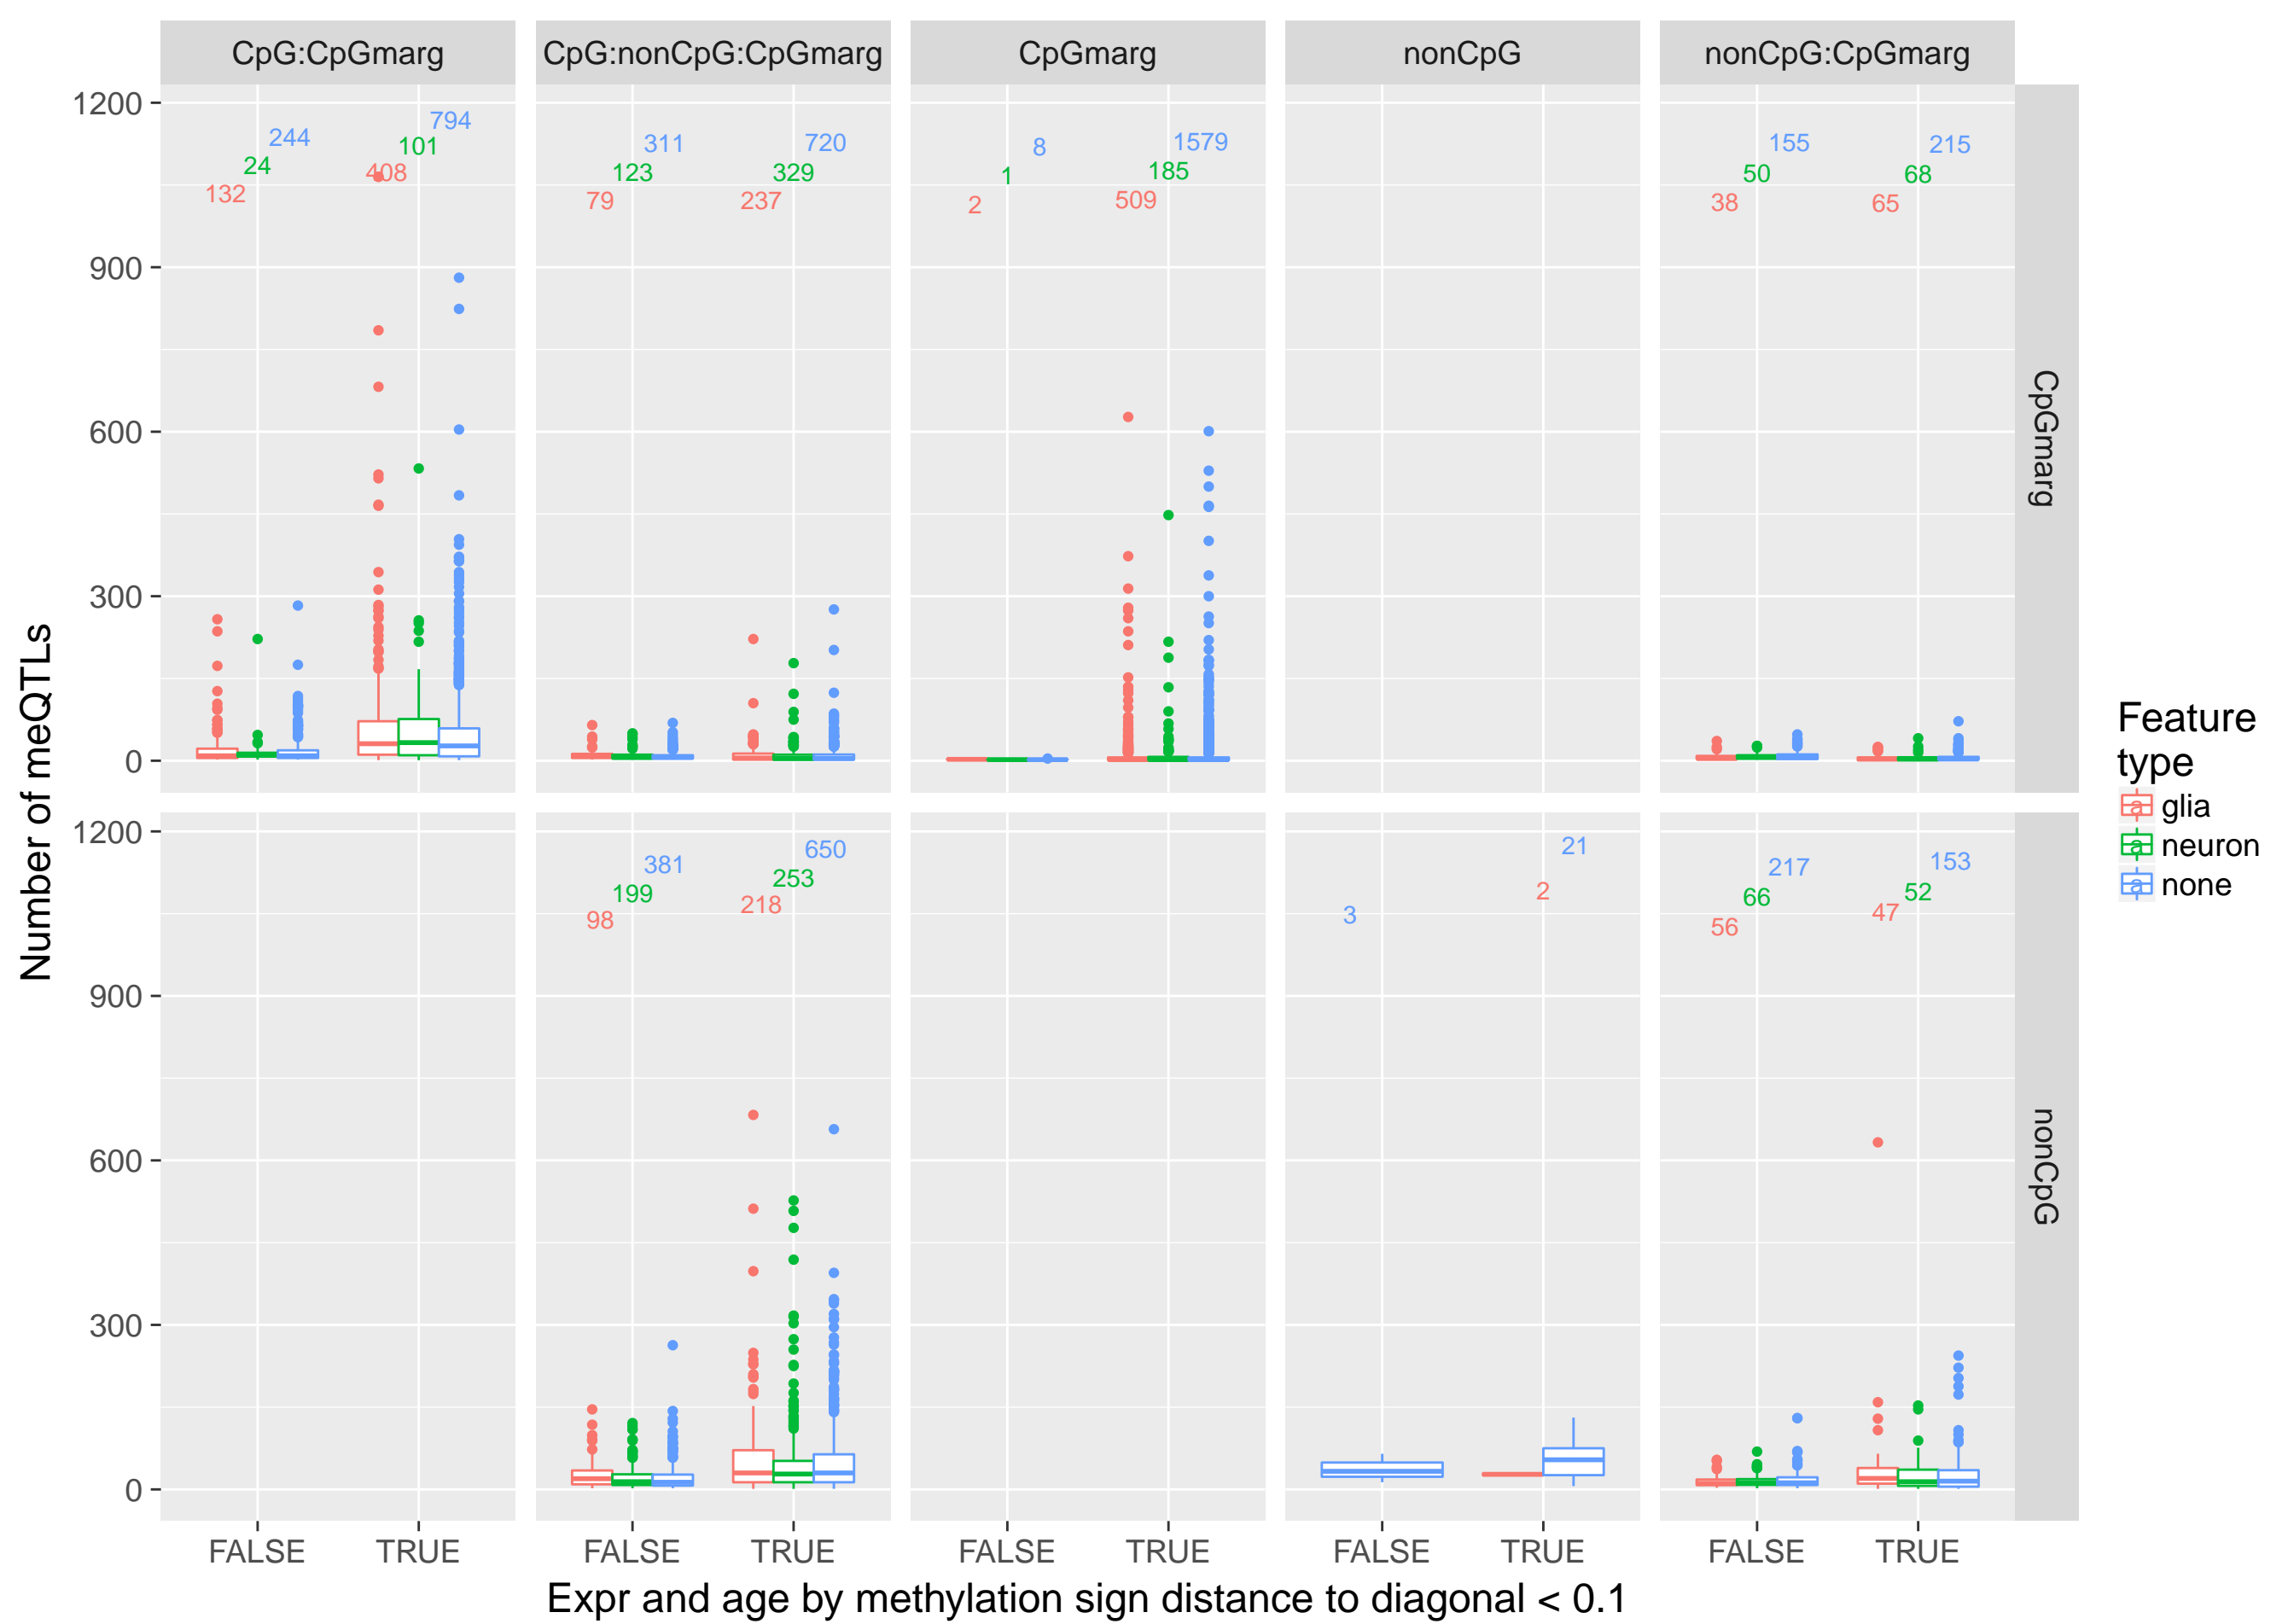 CpG:CpGmarg
CpG:nonCpG:CpGmarg
CpGmarg
nonCpG
nonCpG:CpGmarg
1200
900
600
300
0
132
24
244
408
101
794
79
123
311
237
329
720
2
1
8
509
185
1579
38
50
155
65
68
215
CpGmarg
1200
900
600
300
0
98
199
381
218
253
650
3
2
21
56
66
217
47
52
153
nonCpG
FALSE
TRUE
FALSE
TRUE
FALSE
TRUE
FALSE
TRUE
FALSE
TRUE
Expr and age by methylation sign distance to diagonal < 0.1
Number of meQTLs
Feature
type
a glia
a neuron
a none